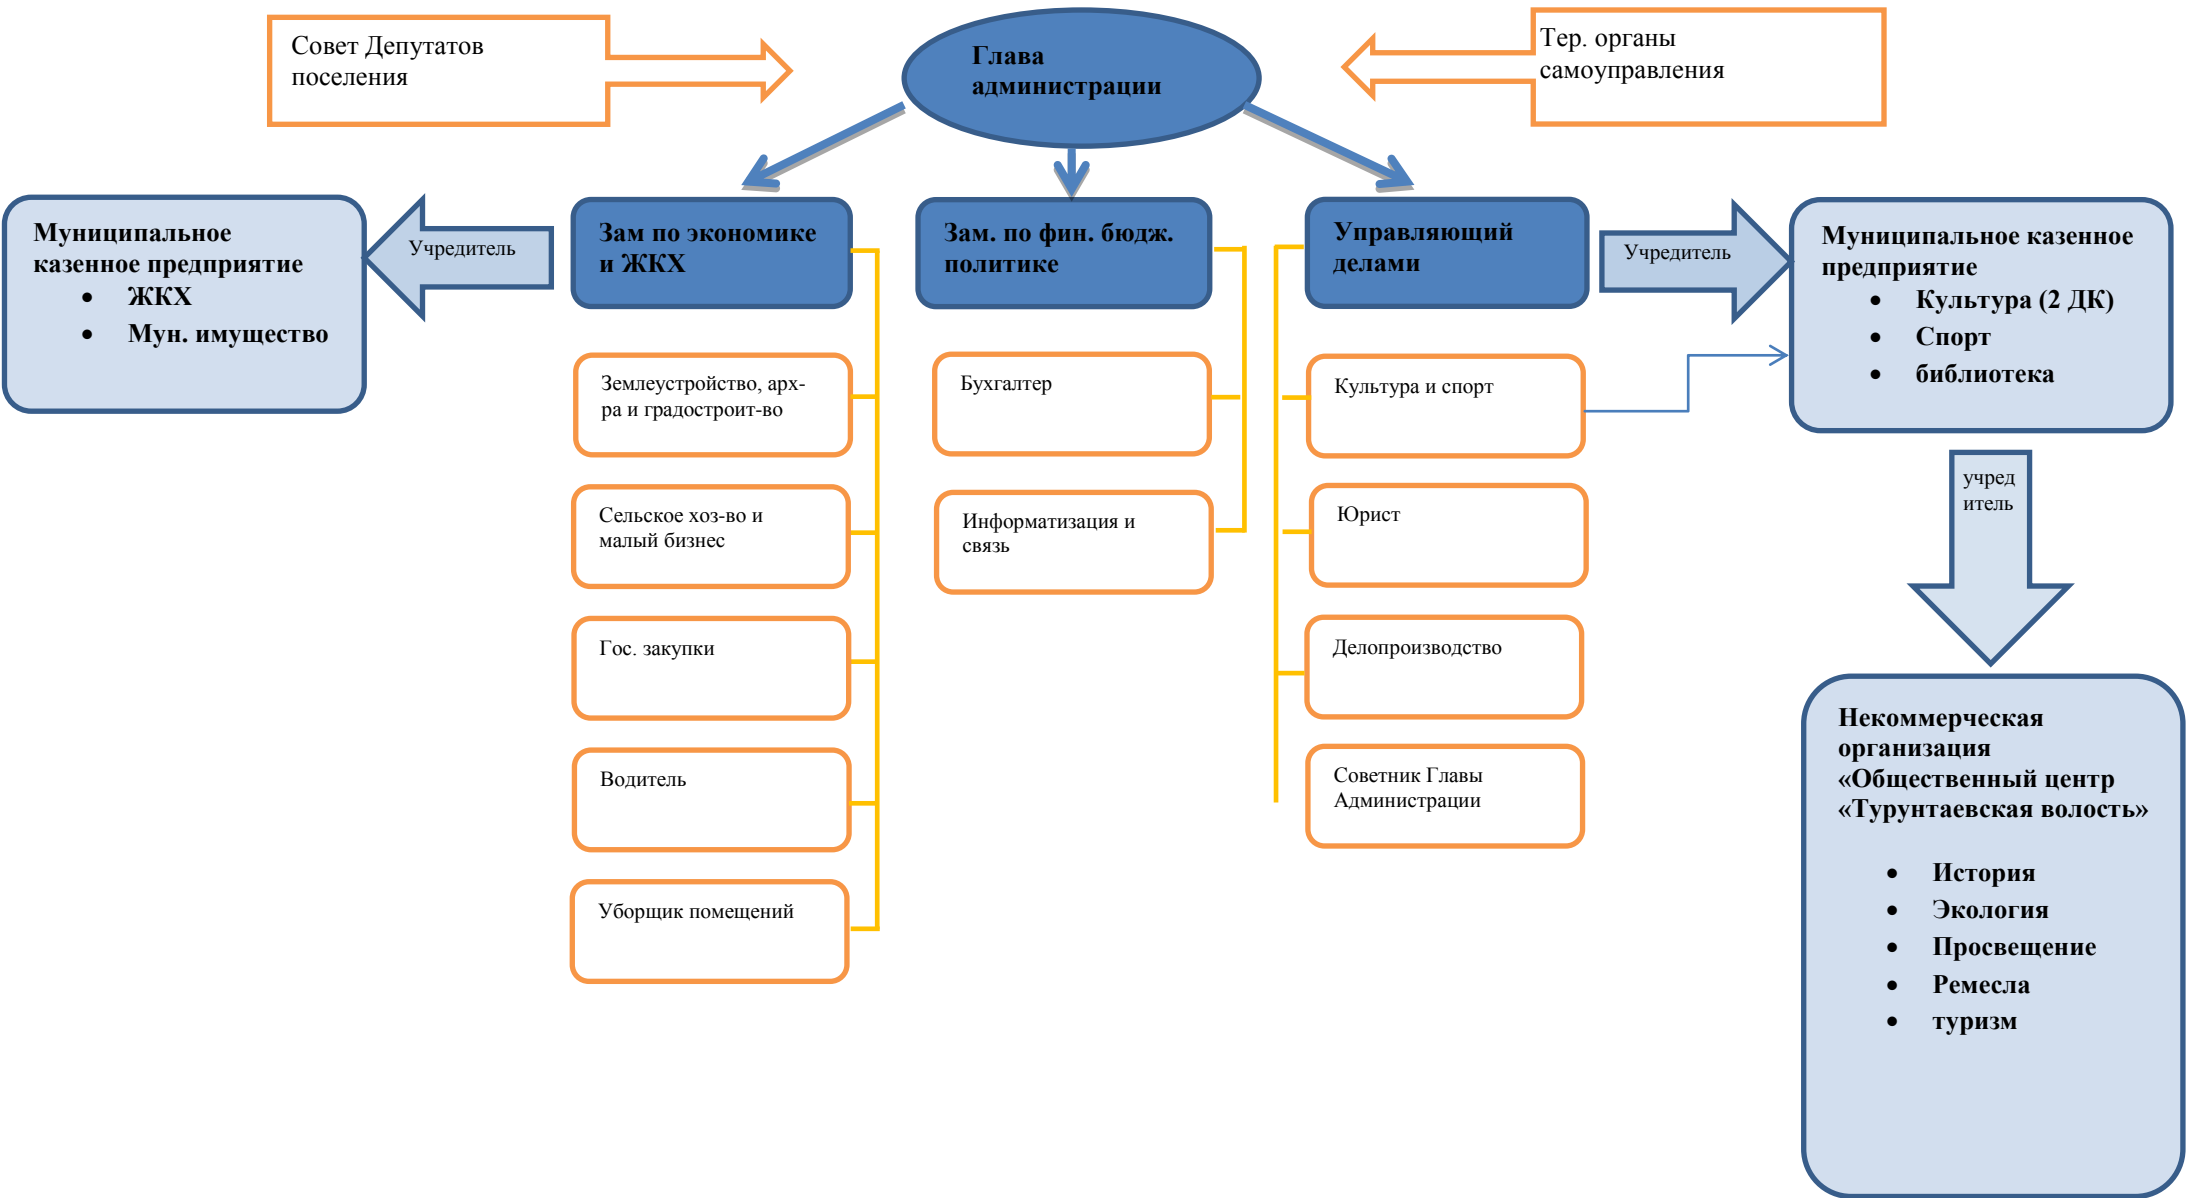 Совет Депутатов
поселения
Глава
администрации
Тер. органы
самоуправления
Муниципальное
казенное предприятие
• ЖКХ
• Мун. имущество
Учредитель
Зам по экономике
и ЖКХ
Зам. по фин. бюдж.
политике
Управляющий
делами
Учредитель
Муниципальное казенное
предприятие
• Культура (2 ДК)
• Спорт
• библиотека
Землеустройство, арх-
ра и градостроит-во
Сельское хоз-во и
малый бизнес
Гос. закупки
Водитель
Уборщик помещений
Бухгалтер
Информатизация и
связь
Культура и спорт
Юрист
Делопроизводство
Советник Главы
Администрации
учред
итель
Некоммерческая
организация
«Общественный центр
«Турунтаевская волость»
• История
• Экология
• Просвещение
• Ремесла
• туризм